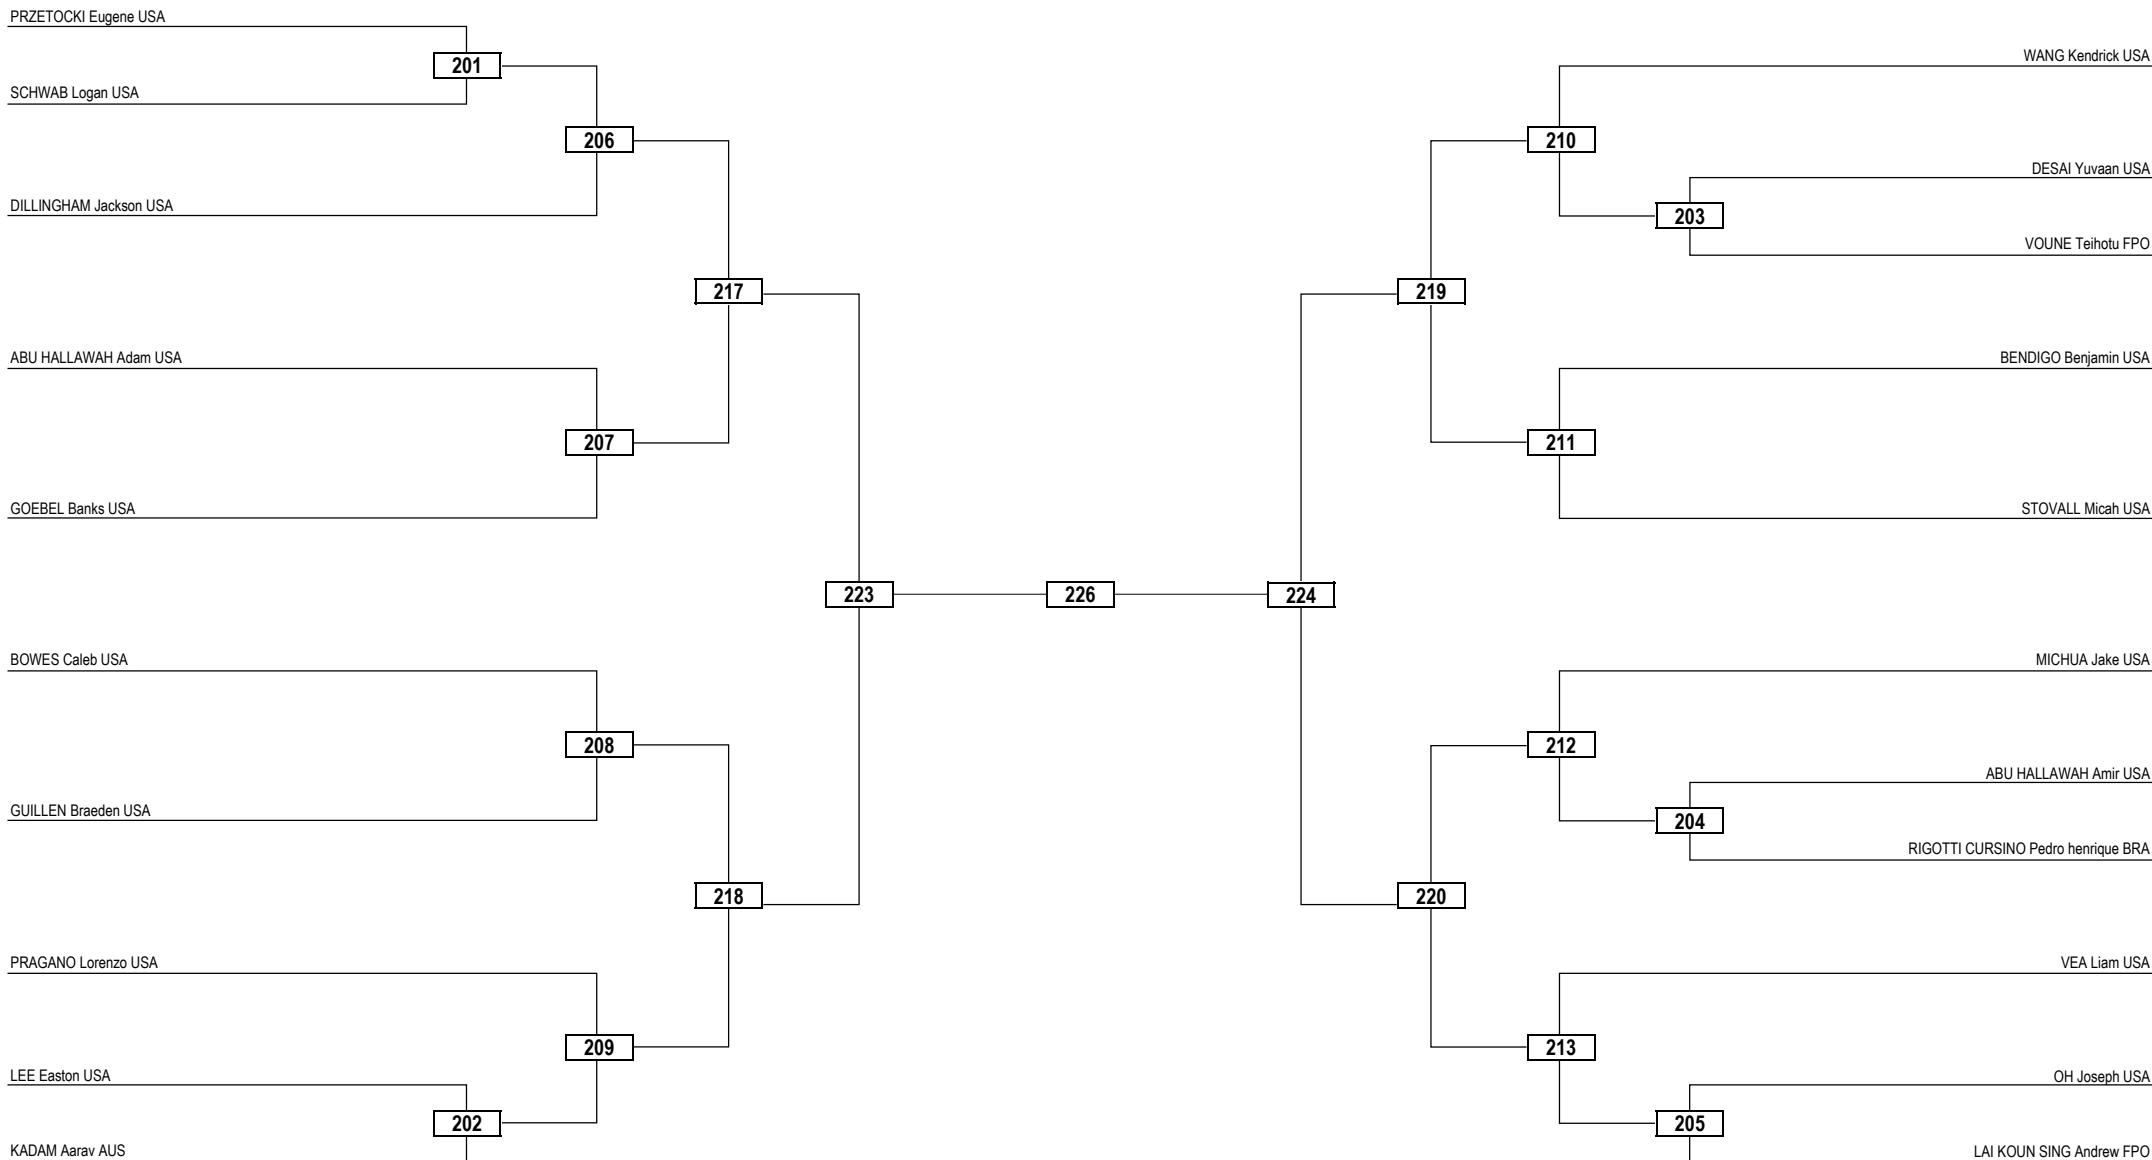 PRZETOCKI Eugene USA
201
WANG Kendrick USA
SCHWAB Logan USA
206
210
DESAI Yuvaan USA
DILLINGHAM Jackson USA
203
VOUNE Teihotu FPO
217
219
ABU HALLAWAH Adam USA
BENDIGO Benjamin USA
207
211
GOEBEL Banks USA
STOVALL Micah USA
223
226
224
BOWES Caleb USA
MICHUA Jake USA
208
212
ABU HALLAWAH Amir USA
GUILLEN Braeden USA
204
RIGOTTI CURSINO Pedro henrique BRA
218
220
PRAGANO Lorenzo USA
VEA Liam USA
209
213
LEE Easton USA
OH Joseph USA
202
205
KADAM Aarav AUS
LAI KOUN SING Andrew FPO